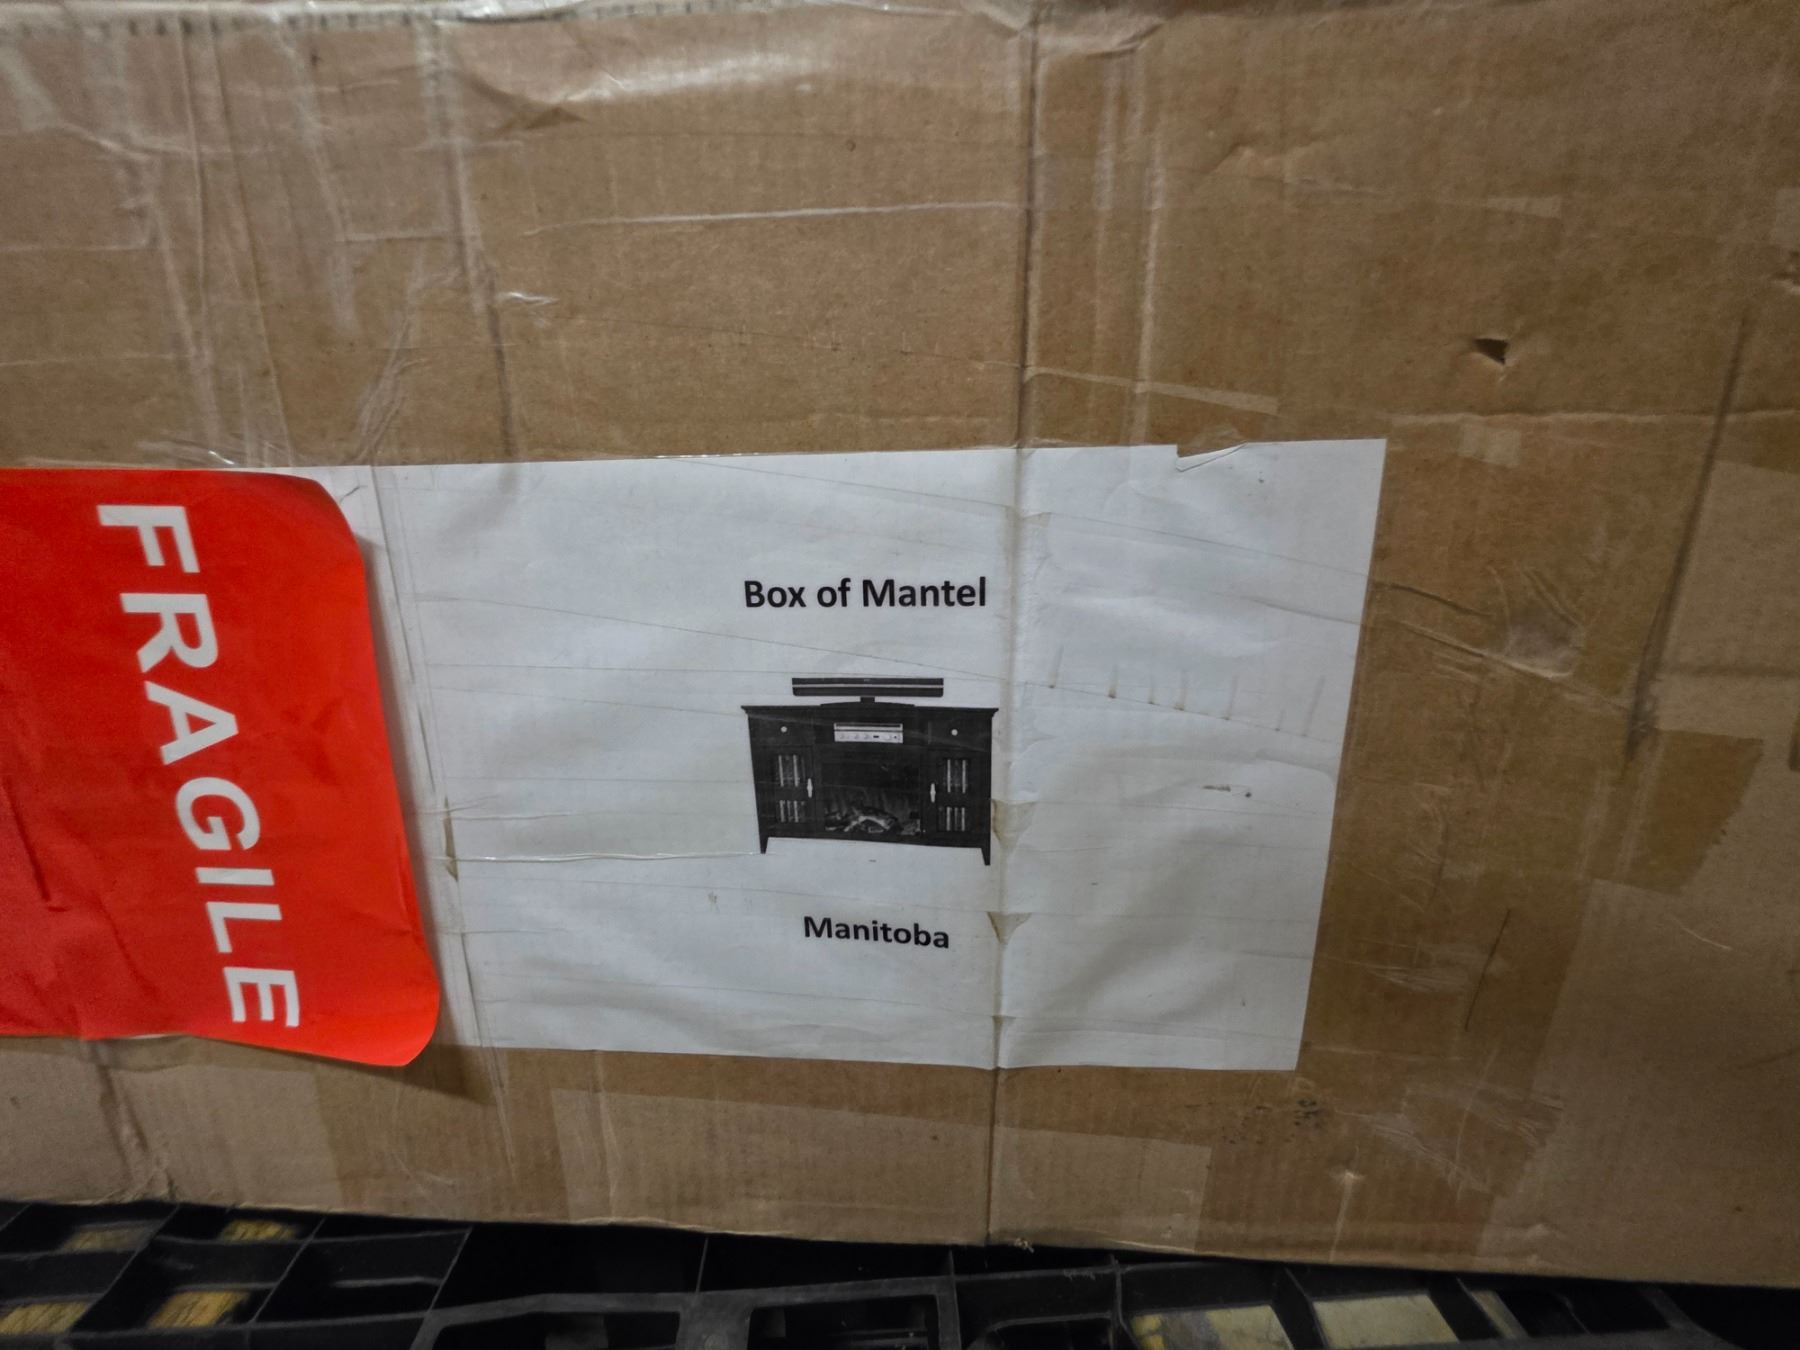 FRAGILE
Box of Mantel
Manitoba